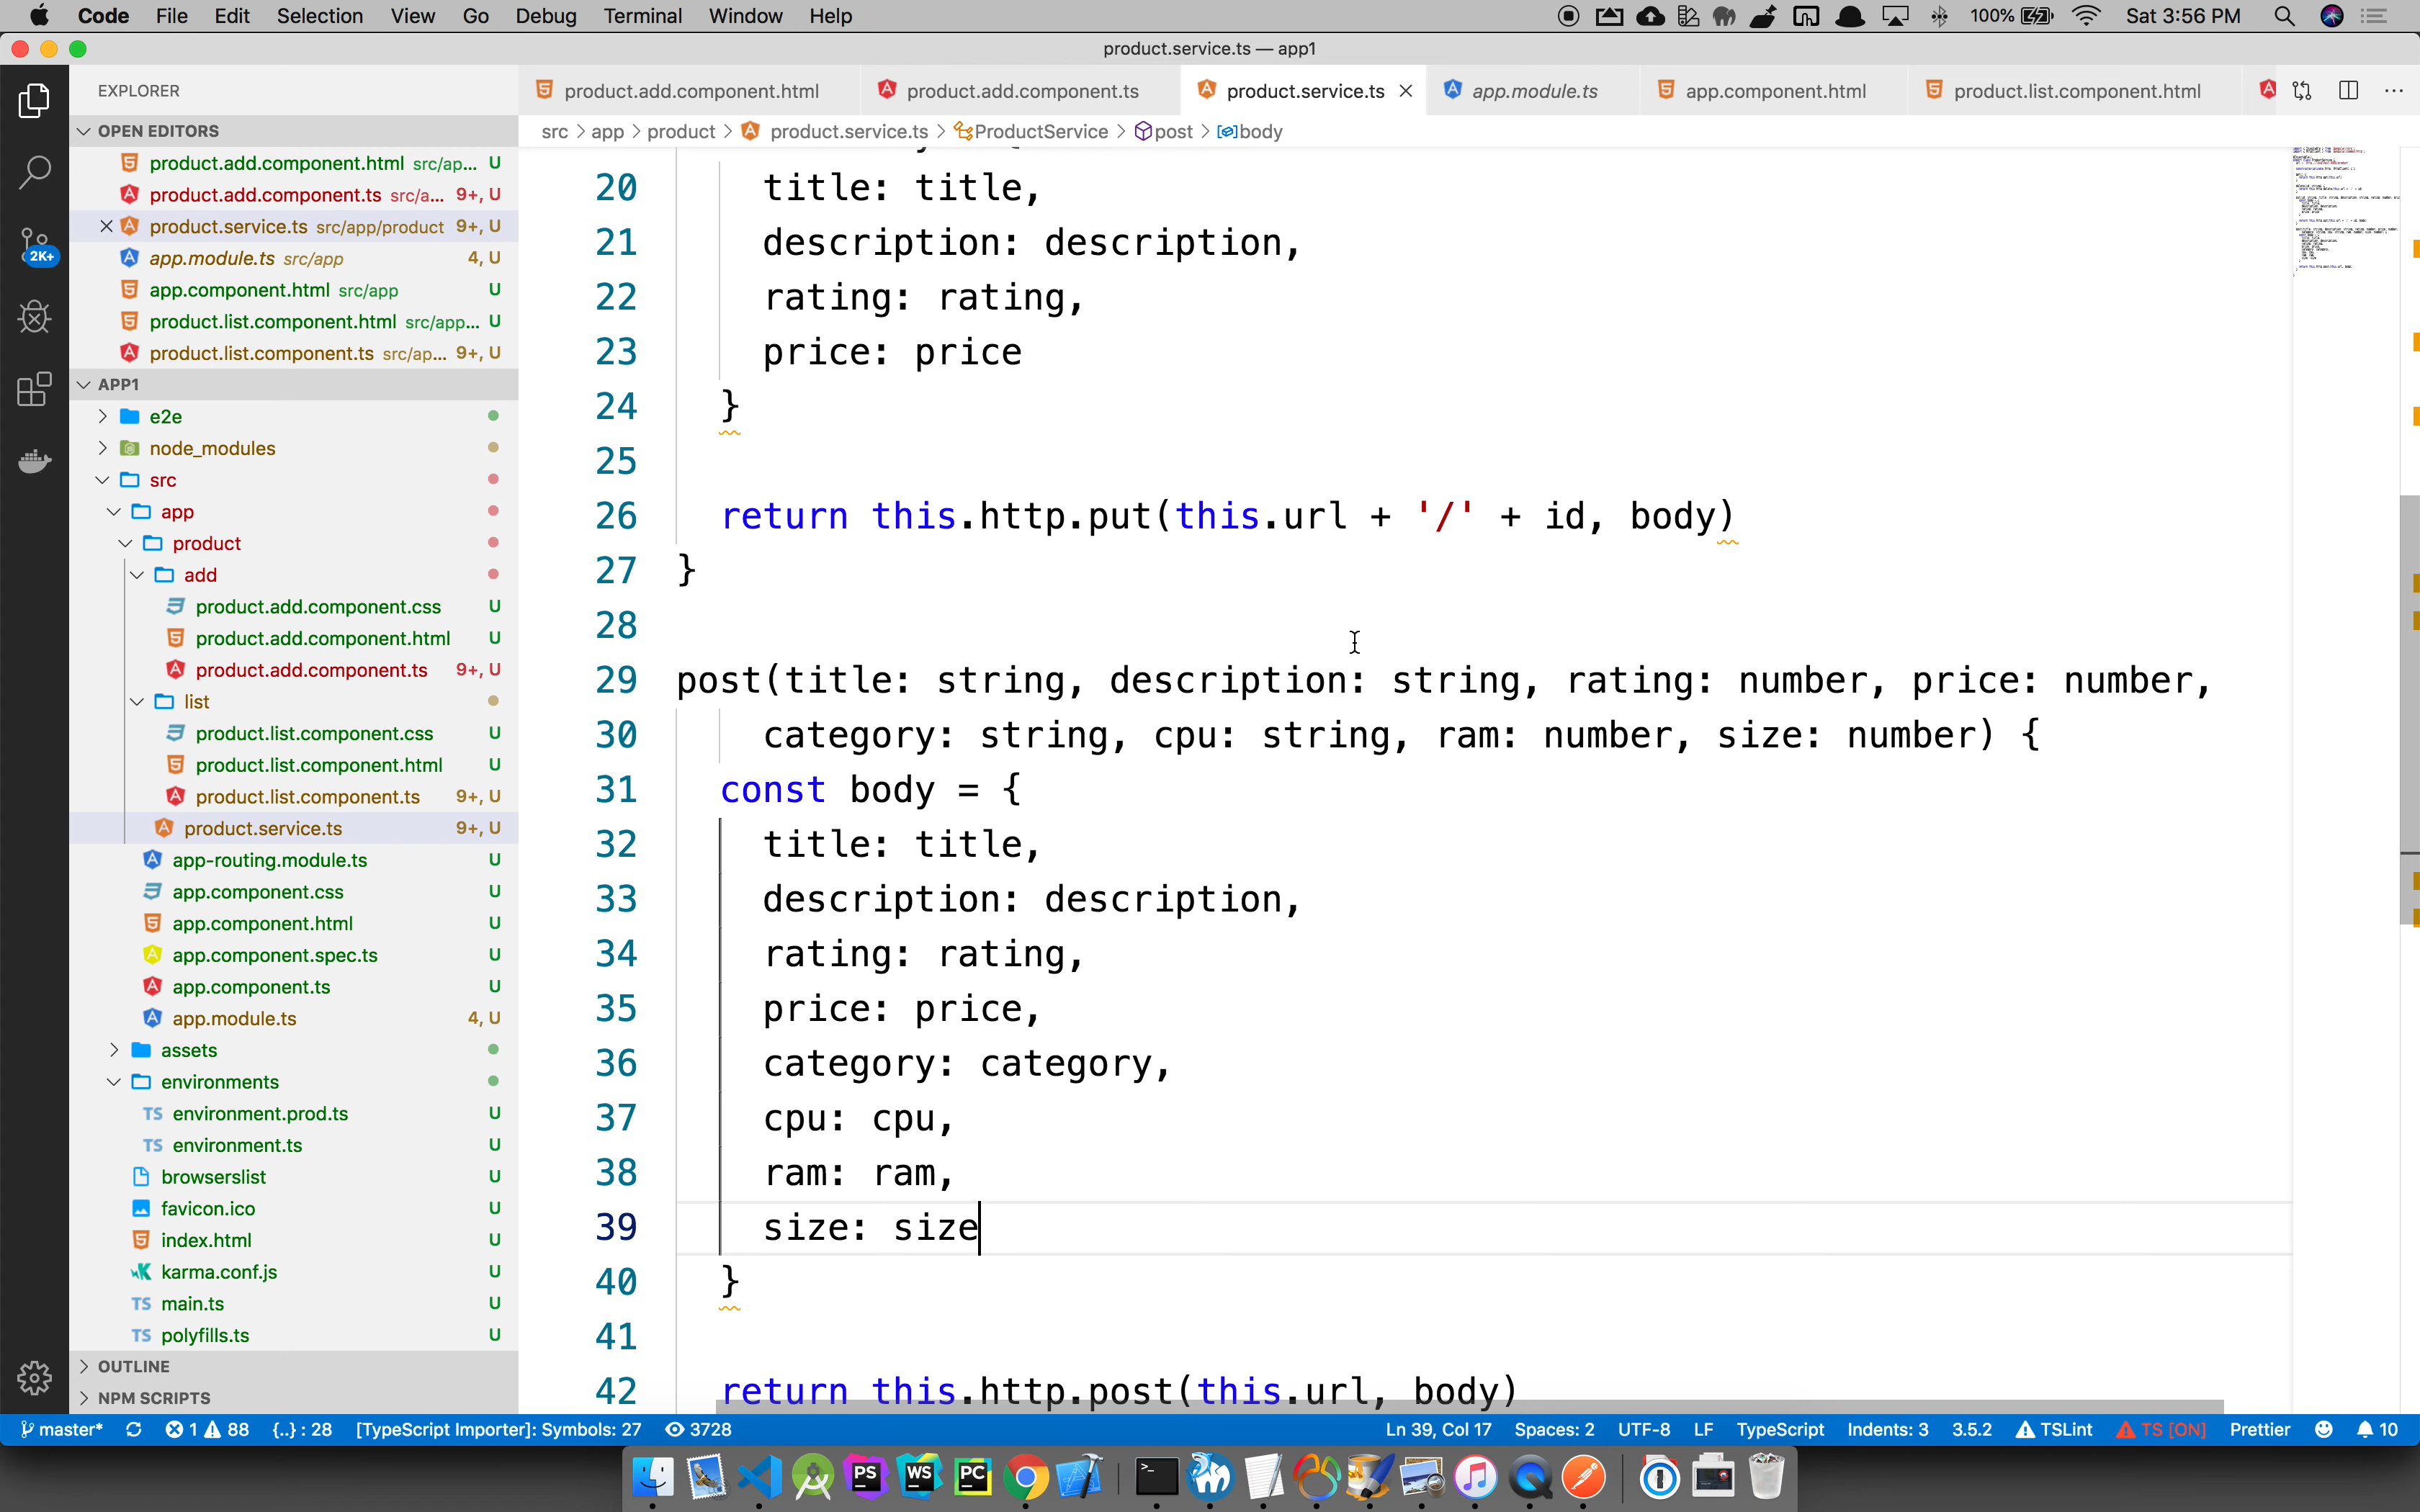 Code File Edit Selection View Go Debug Terminal Window Help
100% Sat 3:56 PM
product.service.ts — app1
EXPLORER
OPEN EDITORS
product.add.component.html src/ap... U
product.add.component.ts src/a... 9+, U
product.service.ts src/app/product 9+, U
app.module.ts src/app 4, U
app.component.html src/app U
product.list.component.html src/app... U
product.list.component.ts src/ap... 9+, U
APP1
e2e
node_modules
src
app
product
add
product.add.component.css U
product.add.component.html U
product.add.component.ts 9+, U
list
product.list.component.css U
product.list.component.html U
product.list.component.ts 9+, U
product.service.ts 9+, U
app-routing.module.ts U
app.component.css U
app.component.html U
app.component.spec.ts U
app.component.ts U
app.module.ts 4, U
assets
environments
TS environment.prod.ts U
TS environment.ts U
browserslist U
favicon.ico U
index.html U
karma.conf.js U
TS main.ts U
TS polyfills.ts U
OUTLINE
NPM SCRIPTS
2K+
product.add.component.html product.add.component.ts product.service.ts app.module.ts app.component.html product.list.component.html
src > app > product > product.service.ts > ProductService > post > body
20 title: title,
21 description: description,
22 rating: rating,
23 price: price
24 }
25
26 return this.http.put(this.url + '/' + id, body)
27 }
28
29 post(title: string, description: string, rating: number, price: number,
30 category: string, cpu: string, ram: number, size: number) {
31 const body = {
32 title: title,
33 description: description,
34 rating: rating,
35 price: price,
36 category: category,
37 cpu: cpu,
38 ram: ram,
39 size: size
40 }
41
42 return this.http.post(this.url, body)
master* 1 88 {..} : 28 [TypeScript Importer]: Symbols: 27 3728 Ln 39, Col 17 Spaces: 2 UTF-8 LF TypeScript Indents: 3 3.5.2 TSLint TS [ON] Prettier 10
PS WS PC